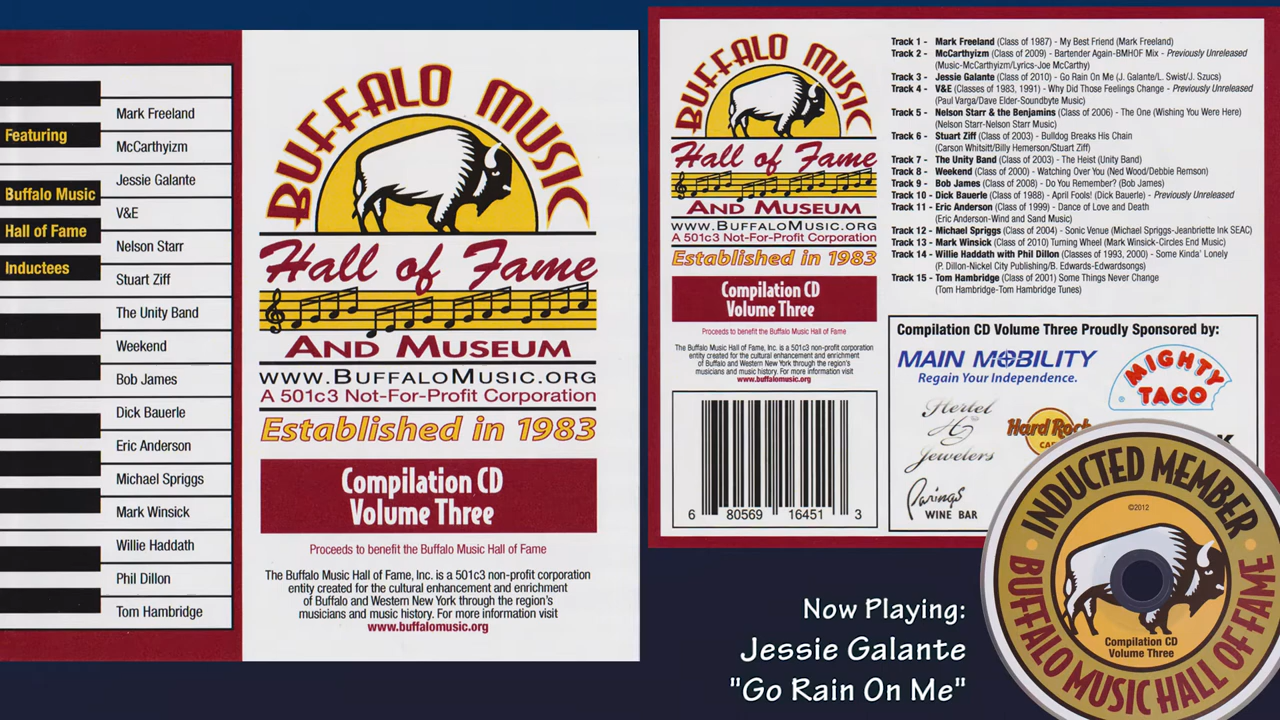 Featuring
Buffalo Music
Hall of Fame
Inductees
Mark Freeland
McCarthyizm
Jessie Galante
V&E
Nelson Starr
Stuart Ziff
The Unity Band
Weekend
Bob James
Dick Bauerle
Eric Anderson
Michael Spriggs
Mark Winsick
Willie Haddath
Phil Dillon
Tom Hambridge
BUFFALO MUSIC
Hall of Fame
AND MUSEUM
WWW.BUFFALOMUSIC.ORG
A 501c3 Not-For-Profit Corporation
Established in 1983
Compilation CD
Volume Three
Proceeds to benefit the Buffalo Music Hall of Fame
The Buffalo Music Hall of Fame, Inc. is a 501c3 non-profit corporation
entity created for the cultural enhancement and enrichment
of Buffalo and Western New York through the region's
musicians and music history. For more information visit
www.buffalomusic.org
BUFFALO MUSIC
Hall of Fame
AND MUSEUM
WWW.BUFFALOMUSIC.ORG
A 501c3 Not-For-Profit Corporation
Established in 1983
Compilation CD
Volume Three
Proceeds to benefit the Buffalo Music Hall of Fame
The Buffalo Music Hall of Fame, Inc. is a 501c3 non-profit corporation
entity created for the cultural enhancement and enrichment
of Buffalo and Western New York through the region's
musicians and music history. For more information visit
www.buffalomusic.org
6 80569 16451 3
Track 1 - Mark Freeland (Class of 1987) - My Best Friend (Mark Freeland)
Track 2 - McCarthyizm (Class of 2009) - Bartender Again-BMHOF Mix - Previously Unreleased
(Music-McCarthyizm/Lyrics-Joe McCarthy)
Track 3 - Jessie Galante (Class of 2010) - Go Rain On Me (J. Galante/L. Swist/J. Szucs)
Track 4 - V&E (Classes of 1983, 1991) - Why Did Those Feelings Change - Previously Unreleased
(Paul Varga/Dave Elder-Soundbyte Music)
Track 5 - Nelson Starr & the Benjamins (Class of 2006) - The One (Wishing You Were Here)
(Nelson Starr-Nelson Starr Music)
Track 6 - Stuart Ziff (Class of 2003) - Bulldog Breaks His Chain
(Carson Whitsitt/Billy Hemerson/Stuart Ziff)
Track 7 - The Unity Band (Class of 2003) - The Heist (Unity Band)
Track 8 - Weekend (Class of 2000) - Watching Over You (Ned Wood/Debbie Remson)
Track 9 - Bob James (Class of 2008) - Do You Remember? (Bob James)
Track 10 - Dick Bauerle (Class of 1988) - April Fools! (Dick Bauerle) - Previously Unreleased
Track 11 - Eric Anderson (Class of 1999) - Dance of Love and Death
(Eric Anderson-Wind and Sand Music)
Track 12 - Michael Spriggs (Class of 2004) - Sonic Venue (Michael Spriggs-Jeanbriette Ink SEAC)
Track 13 - Mark Winsick (Class of 2010) Turning Wheel (Mark Winsick-Circles End Music)
Track 14 - Willie Haddath with Phil Dillon (Classes of 1993, 2000) - Some Kinda' Lonely
(P. Dillon-Nickel City Publishing/B. Edwards-Edwardsongs)
Track 15 - Tom Hambridge (Class of 2001) Some Things Never Change
(Tom Hambridge-Tom Hambridge Tunes)
Compilation CD Volume Three Proudly Sponsored by:
MAIN MOBILITY
Regain Your Independence.
MIGHTY
TACO
Hertel
Jewelers
Hard Rock
Parings
WINE BAR
INDUCTED MEMBER
©2012
Compilation CD
Volume Three
BUFFALO MUSIC HALL OF FAME
Now Playing:
Jessie Galante
"Go Rain On Me"